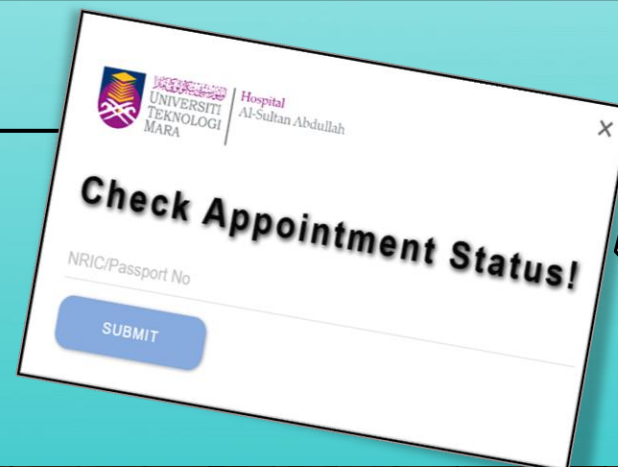 UNIVERSITI
TEKNOLOGI
MARA
Hospital
Al-Sultan Abdullah
×
Check Appointment Status!
NRIC/Passport No
SUBMIT